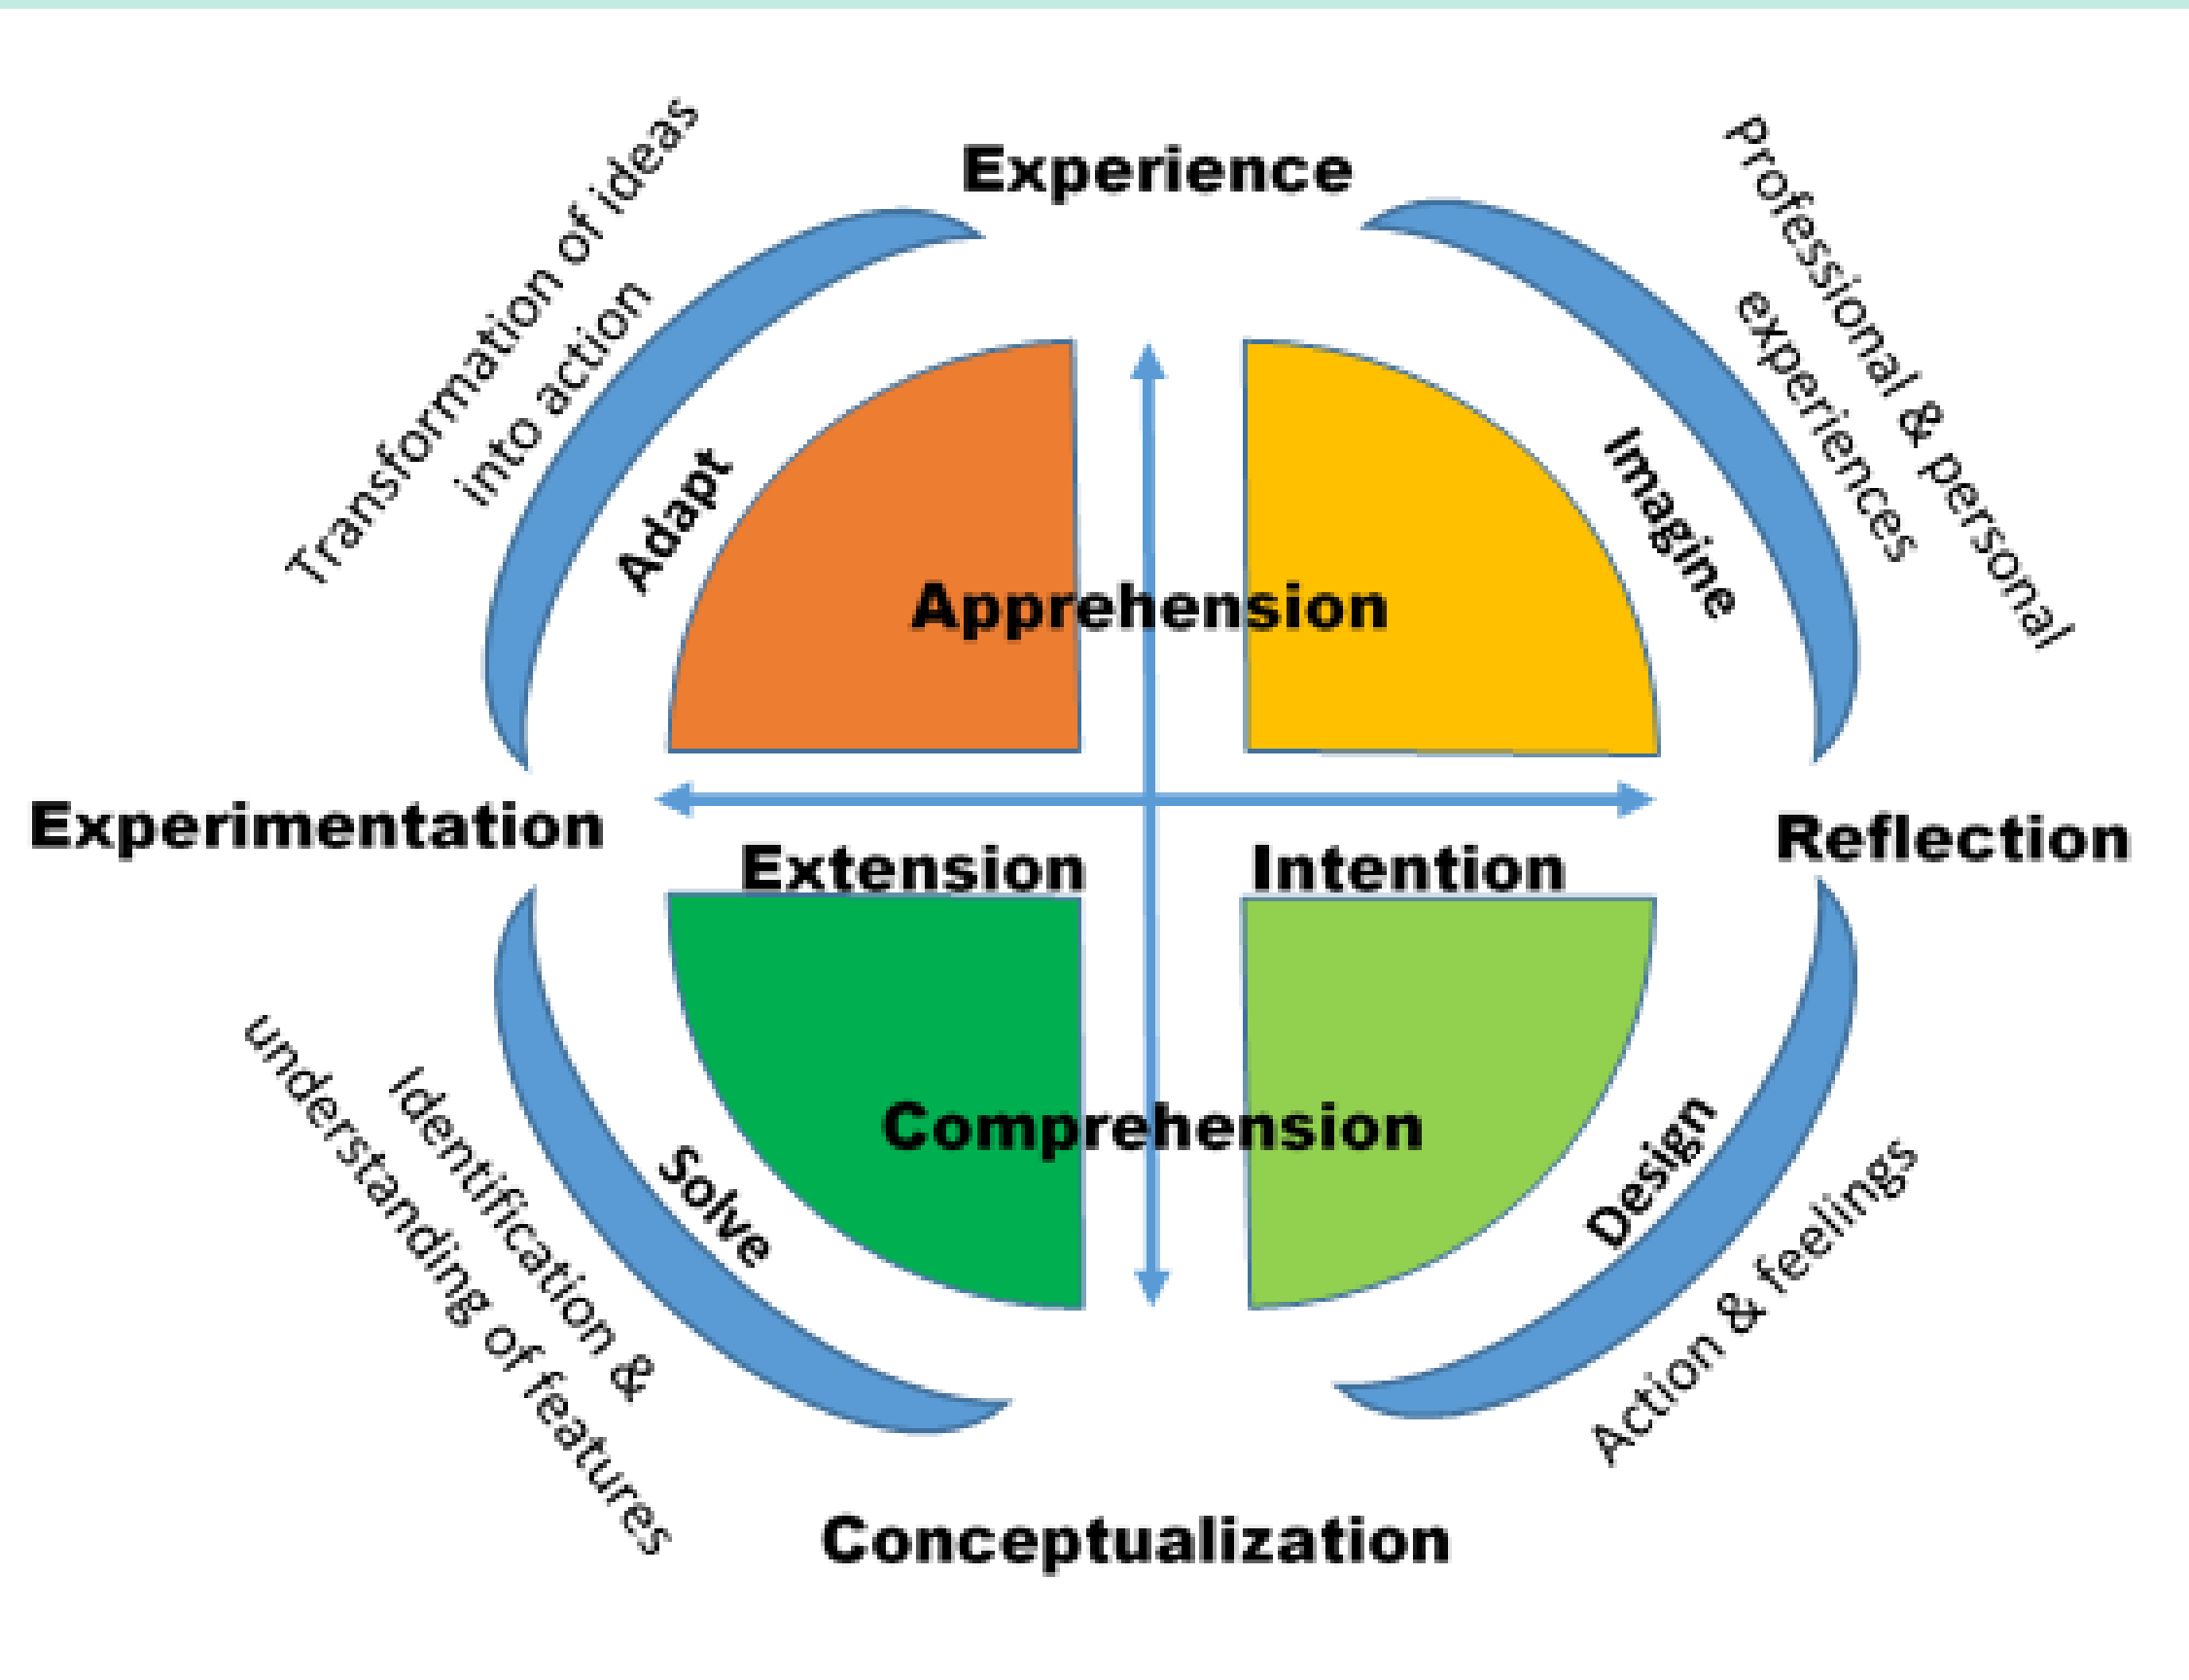 Experience
Transformation of ideas
into action
Professional & personal
experiences
Adapt
Imagine
Apprehension
Experimentation
Reflection
Extension
Intention
Comprehension
Solve
Design
Identification &
understanding of features
Action & feelings
Conceptualization